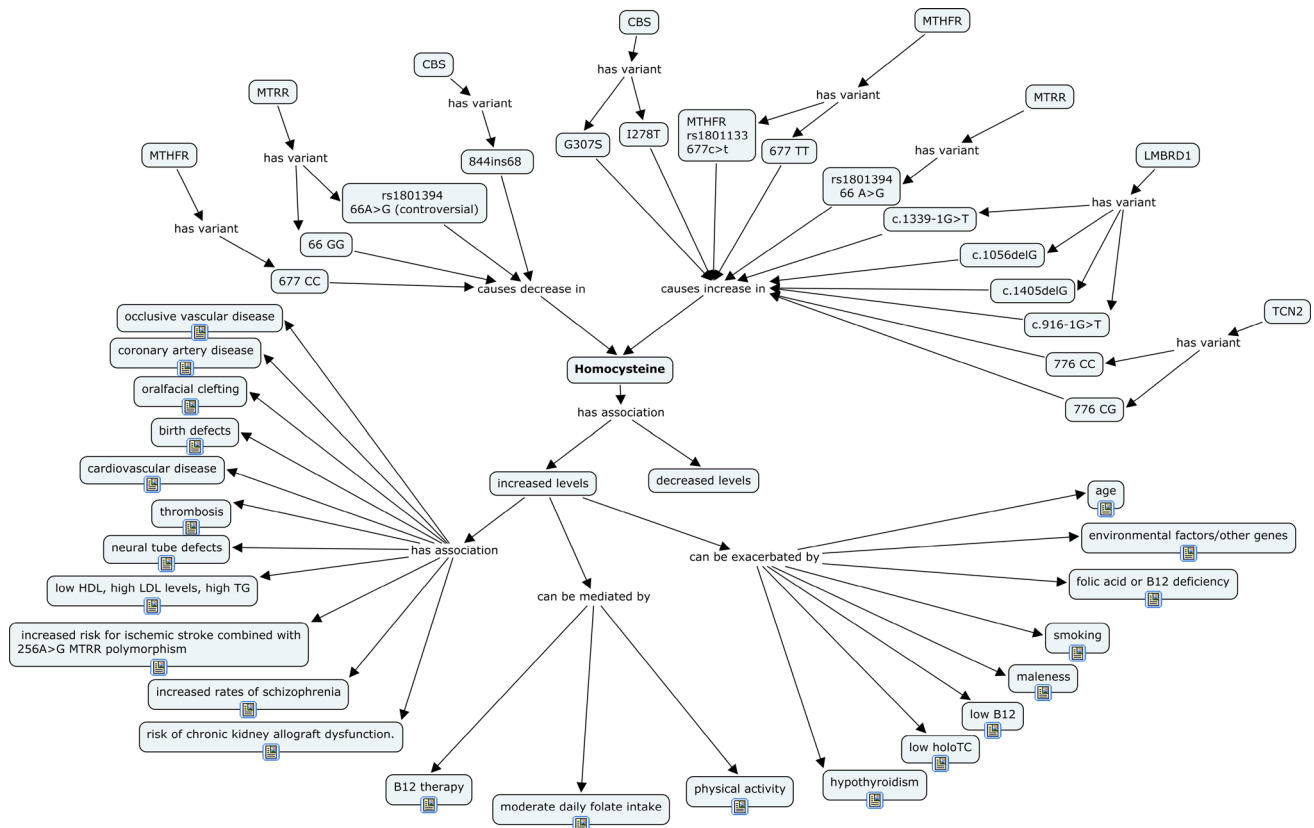 CBS
MTHFR
has variant
CBS
has variant
MTRR
has variant
MTRR
has variant
G307S
I278T
MTHFR
rs1801133
677c>t
677 TT
has variant
LMBRD1
MTHFR
has variant
844ins68
rs1801394
66A>G (controversial)
rs1801394
66 A>G
has variant
c.1339-1G>T
has variant
66 GG
c.1056delG
677 CC
causes decrease in
causes increase in
c.1405delG
c.916-1G>T
TCN2
has variant
776 CC
776 CG
occlusive vascular disease
coronary artery disease
Homocysteine
oralfacial clefting
has association
birth defects
cardiovascular disease
increased levels
decreased levels
thrombosis
neural tube defects
has association
low HDL, high LDL levels, high TG
increased risk for ischemic stroke combined with
256A>G MTRR polymorphism
increased rates of schizophrenia
risk of chronic kidney allograft dysfunction.
can be mediated by
B12 therapy
moderate daily folate intake
physical activity
can be exacerbated by
age
environmental factors/other genes
folic acid or B12 deficiency
smoking
maleness
low B12
low holoTC
hypothyroidism